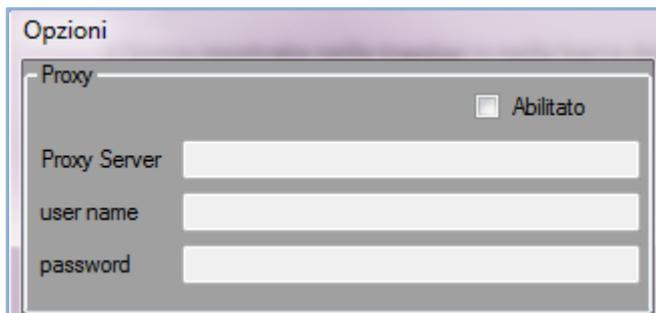 Opzioni
Proxy
Abilitato
Proxy Server
user name
password